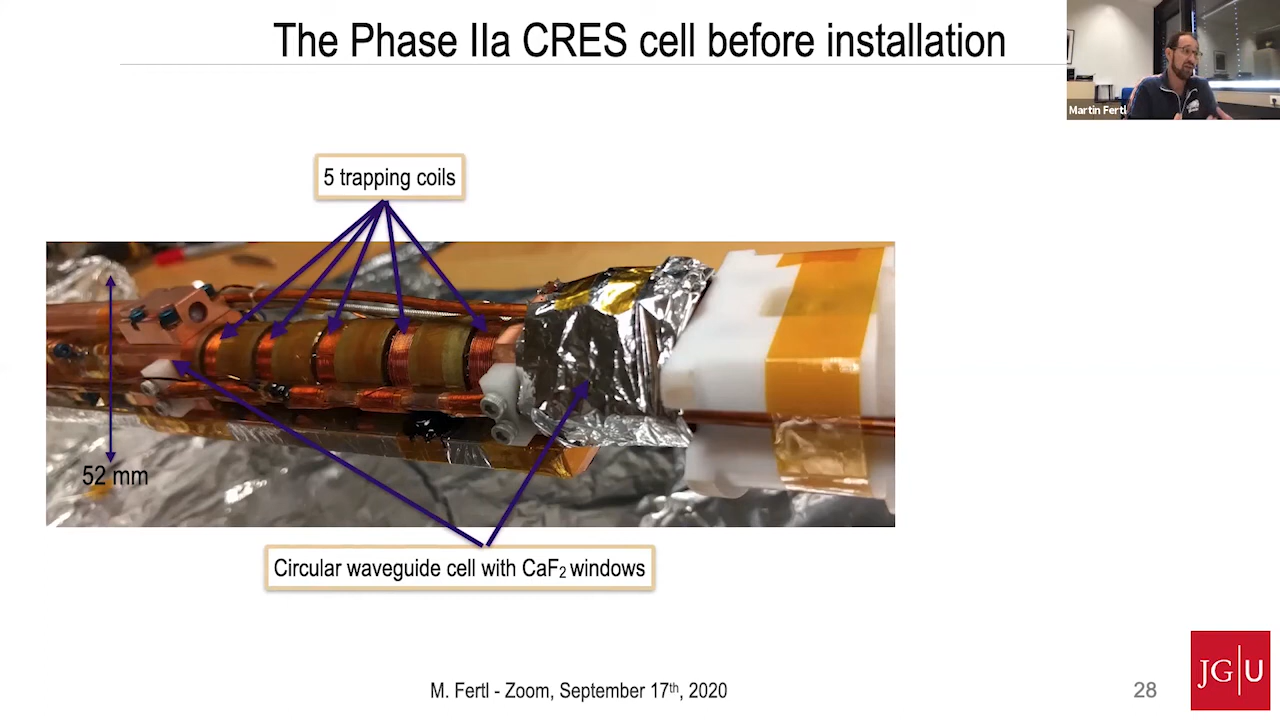 The Phase IIa CRES cell before installation
Martin Fertl
5 trapping coils
52 mm
Circular waveguide cell with CaF₂ windows
M. Fertl - Zoom, September 17ᵗʰ, 2020
28
JG|U